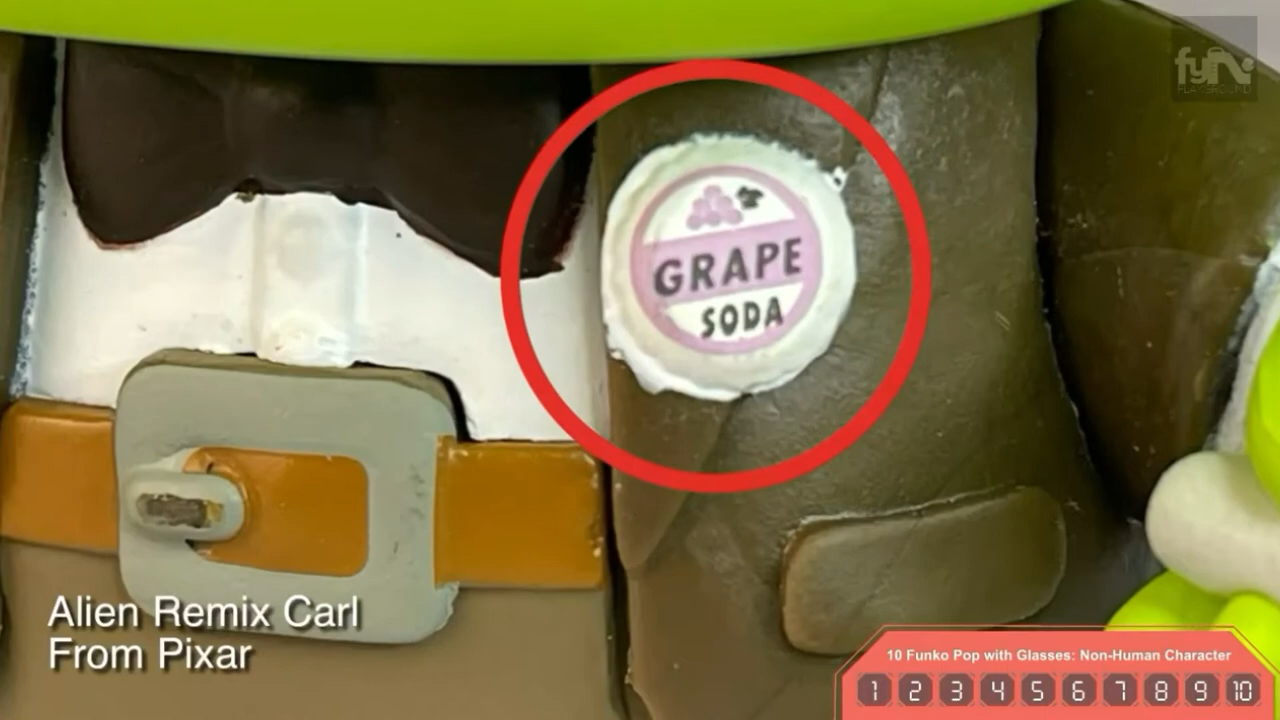 fun
PLAYGROUND
GRAPE
SODA
Alien Remix Carl
From Pixar
10 Funko Pop with Glasses: Non-Human Character
1 2 3 4 5 6 7 8 9 10